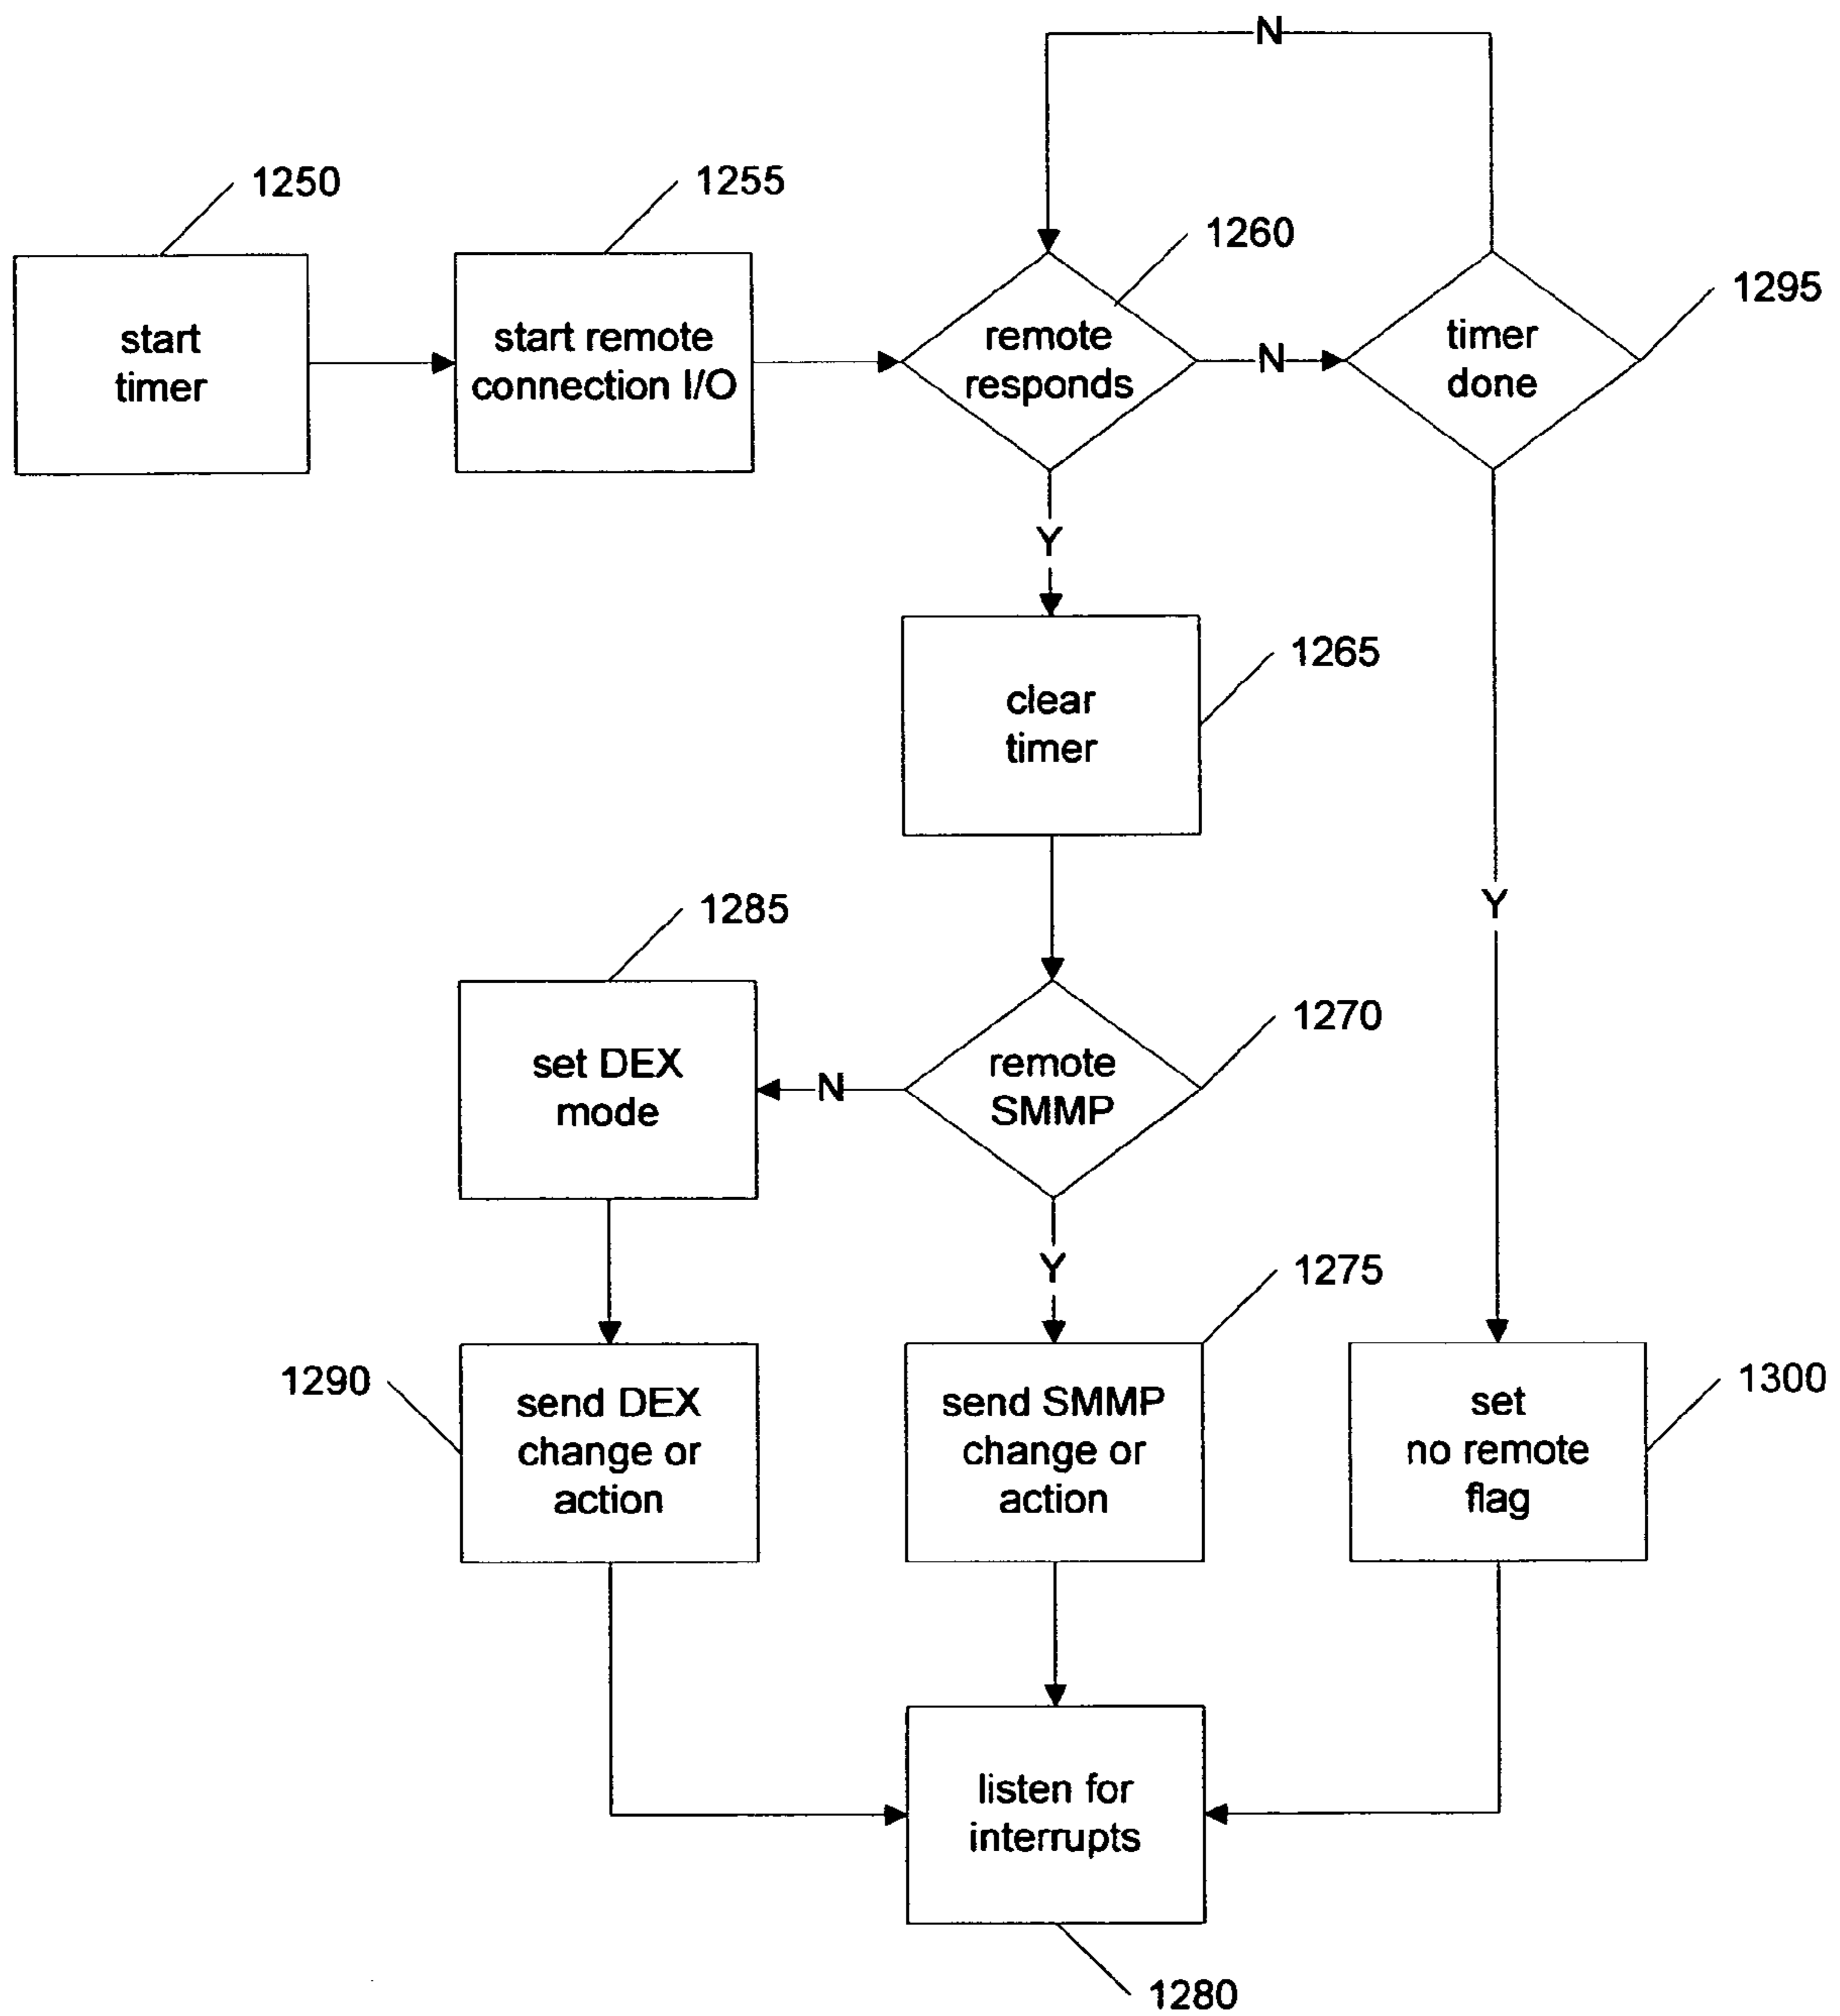 N
1250
1255
1260
1295
start
timer
start remote
connection I/O
remote
responds
N
timer
done
Y
1265
clear
timer
Y
1285
1270
set DEX
mode
N
remote
SMMP
Y
1275
1290
send DEX
change or
action
send SMMP
change or
action
1300
set
no remote
flag
listen for
interrupts
1280